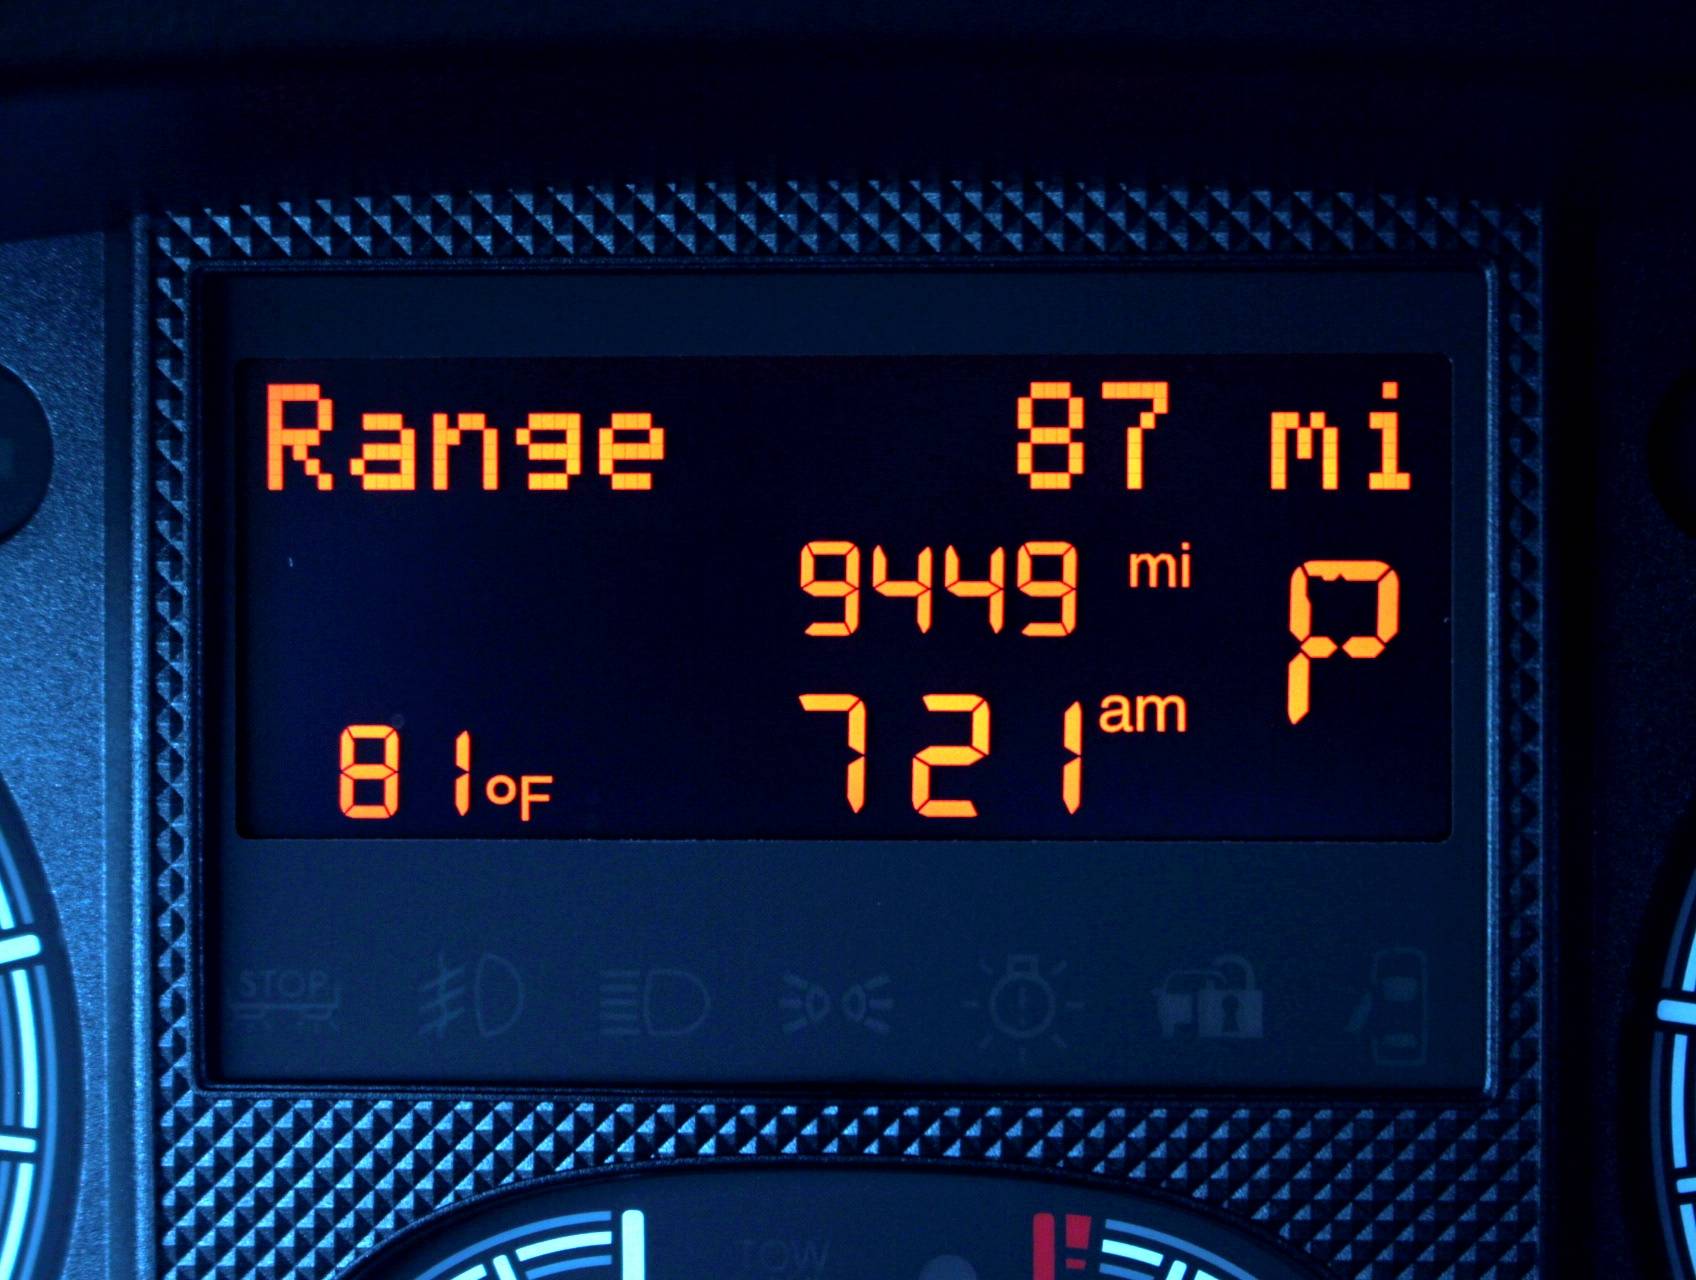 Range 87 mi
9449 mi P
81°F 721 am
STOP
TOW